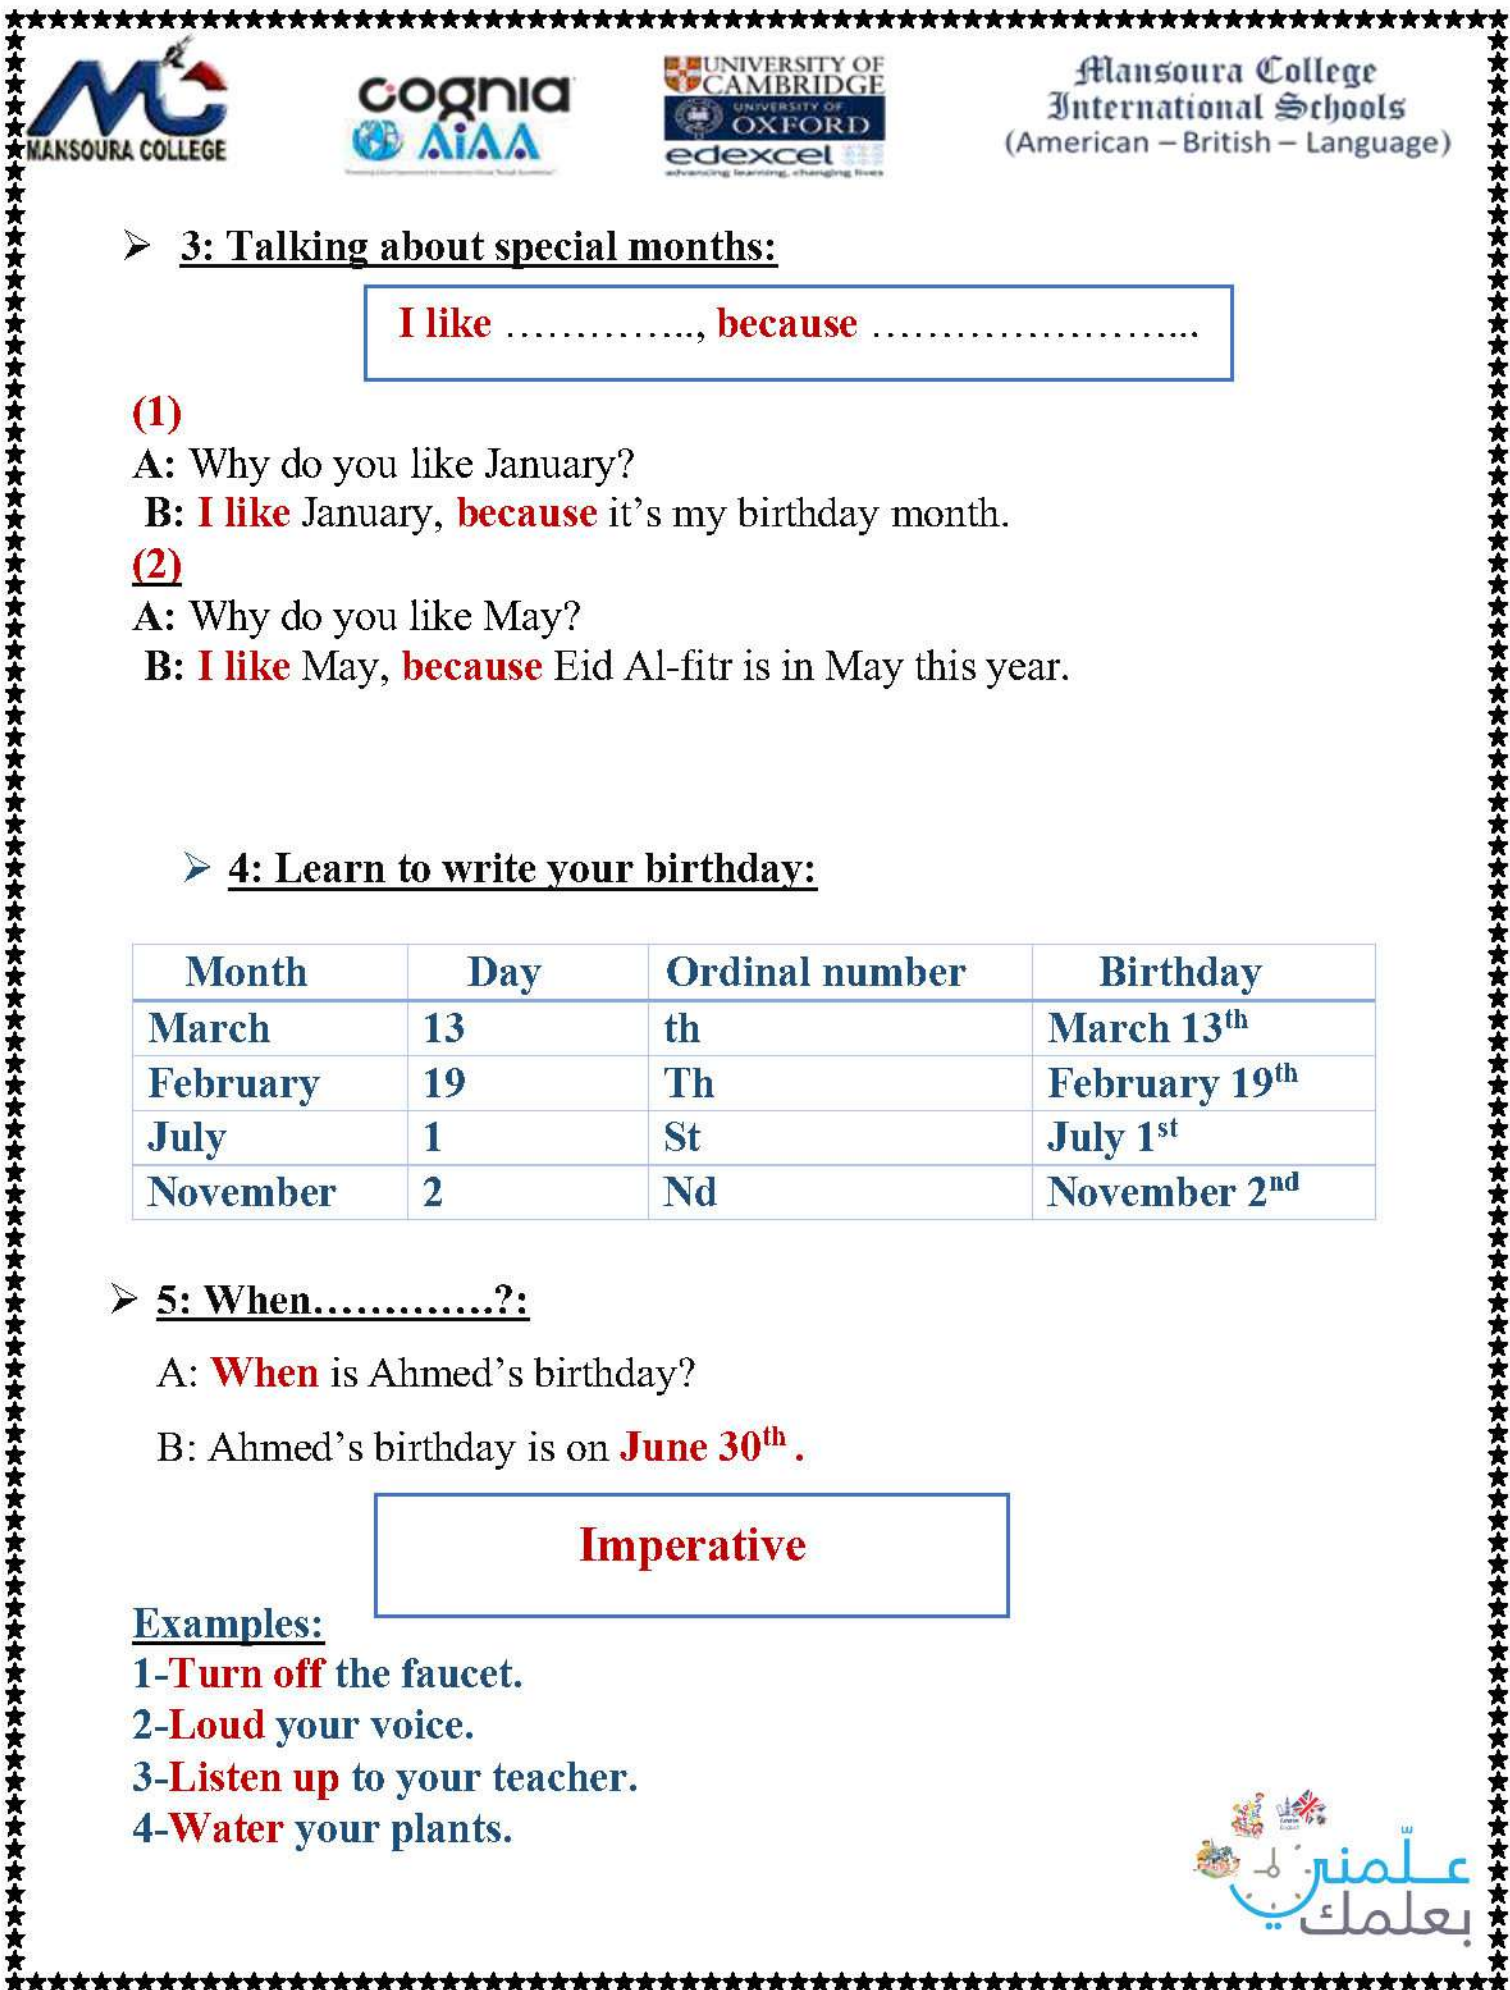 MANSOURA COLLEGE
cognia
AiAA
UNIVERSITY OF
CAMBRIDGE
UNIVERSITY OF
OXFORD
edexcel
advancing learning, changing lives
Mansoura College
International Schools
(American – British – Language)
➢ 3: Talking about special months:
I like ………….., because ……………………...
(1)
A: Why do you like January?
B: I like January, because it’s my birthday month.
(2)
A: Why do you like May?
B: I like May, because Eid Al-fitr is in May this year.
➢ 4: Learn to write your birthday:
Month Day Ordinal number Birthday
March 13 th March 13th
February 19 Th February 19th
July 1 St July 1st
November 2 Nd November 2nd
➢ 5: When………….?:
A: When is Ahmed’s birthday?
B: Ahmed’s birthday is on June 30th .
Imperative
Examples:
1-Turn off the faucet.
2-Loud your voice.
3-Listen up to your teacher.
4-Water your plants.
علّمني
بعلمك